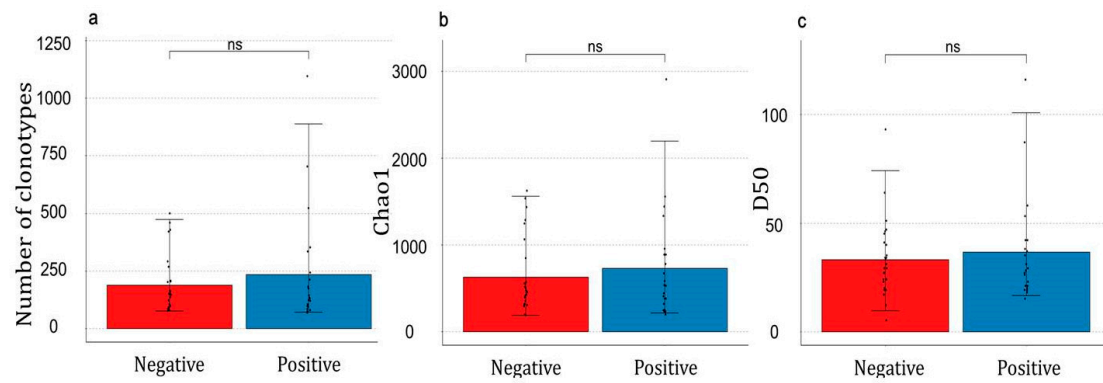 a
ns
Number of clonotypes
1250
1000
750
500
250
0
Negative Positive
b
ns
Chao1
3000
2000
1000
0
Negative Positive
c
ns
D50
100
50
0
Negative Positive